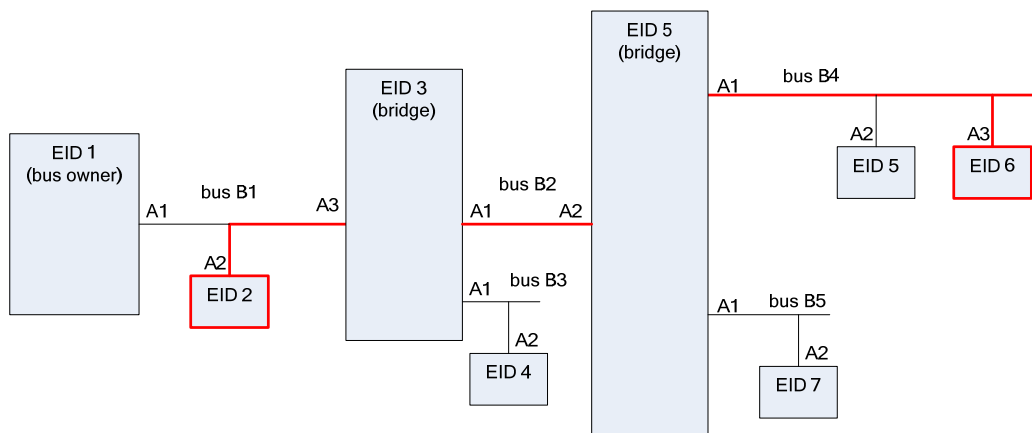 EID 1
(bus owner)
A1
bus B1
A2
EID 2
A3
EID 3
(bridge)
A1
bus B2
A2
A1
bus B3
A2
EID 4
EID 5
(bridge)
A1
bus B4
A2
EID 5
A3
EID 6
A1
bus B5
A2
EID 7